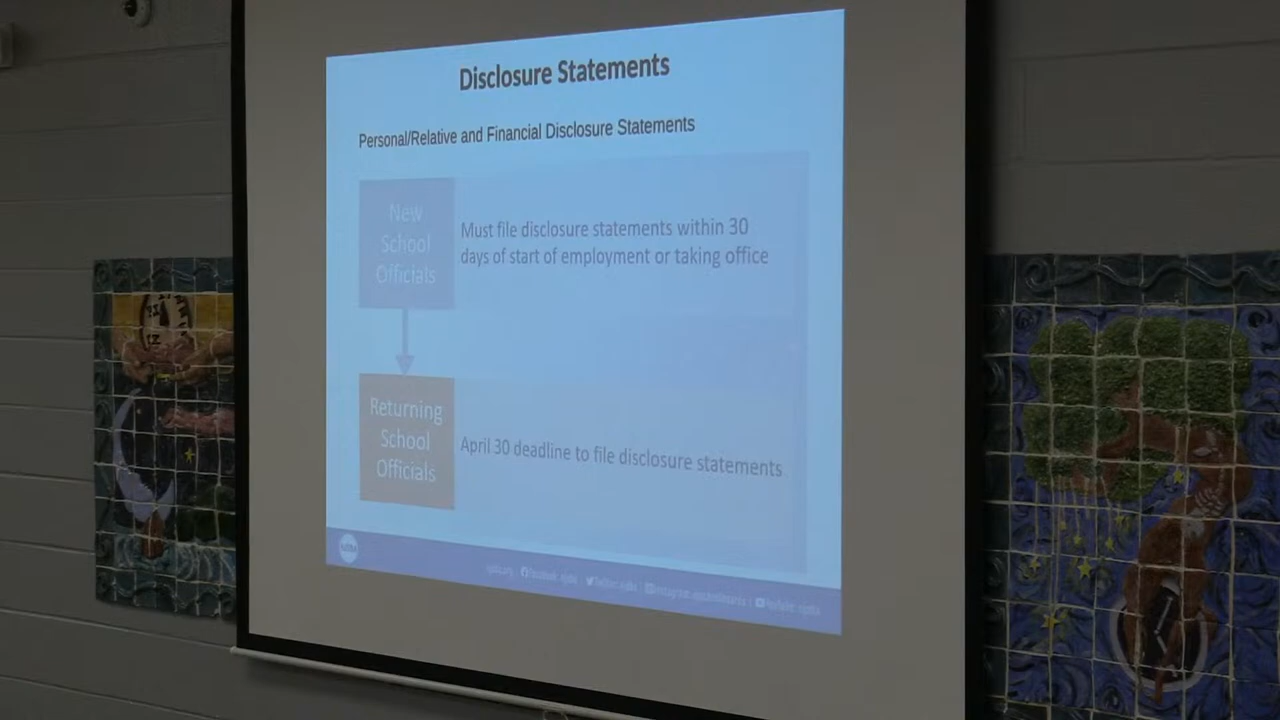 Disclosure Statements
Personal/Relative and Financial Disclosure Statements
New
School
Officials
Must file disclosure statements within 30
days of start of employment or taking office
Returning
School
Officials
April 30 deadline to file disclosure statements